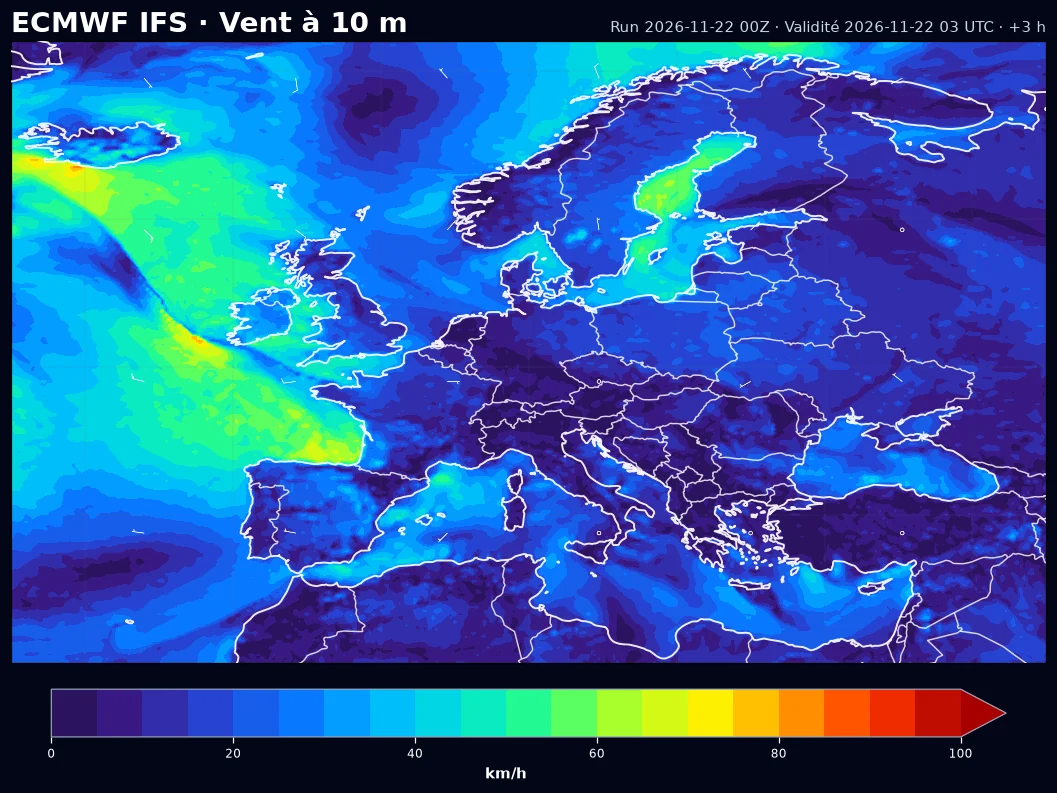 ECMWF IFS · Vent à 10 m
Run 2026-11-22 00Z · Validité 2026-11-22 03 UTC · +3 h
0 20 40 60 80 100
km/h